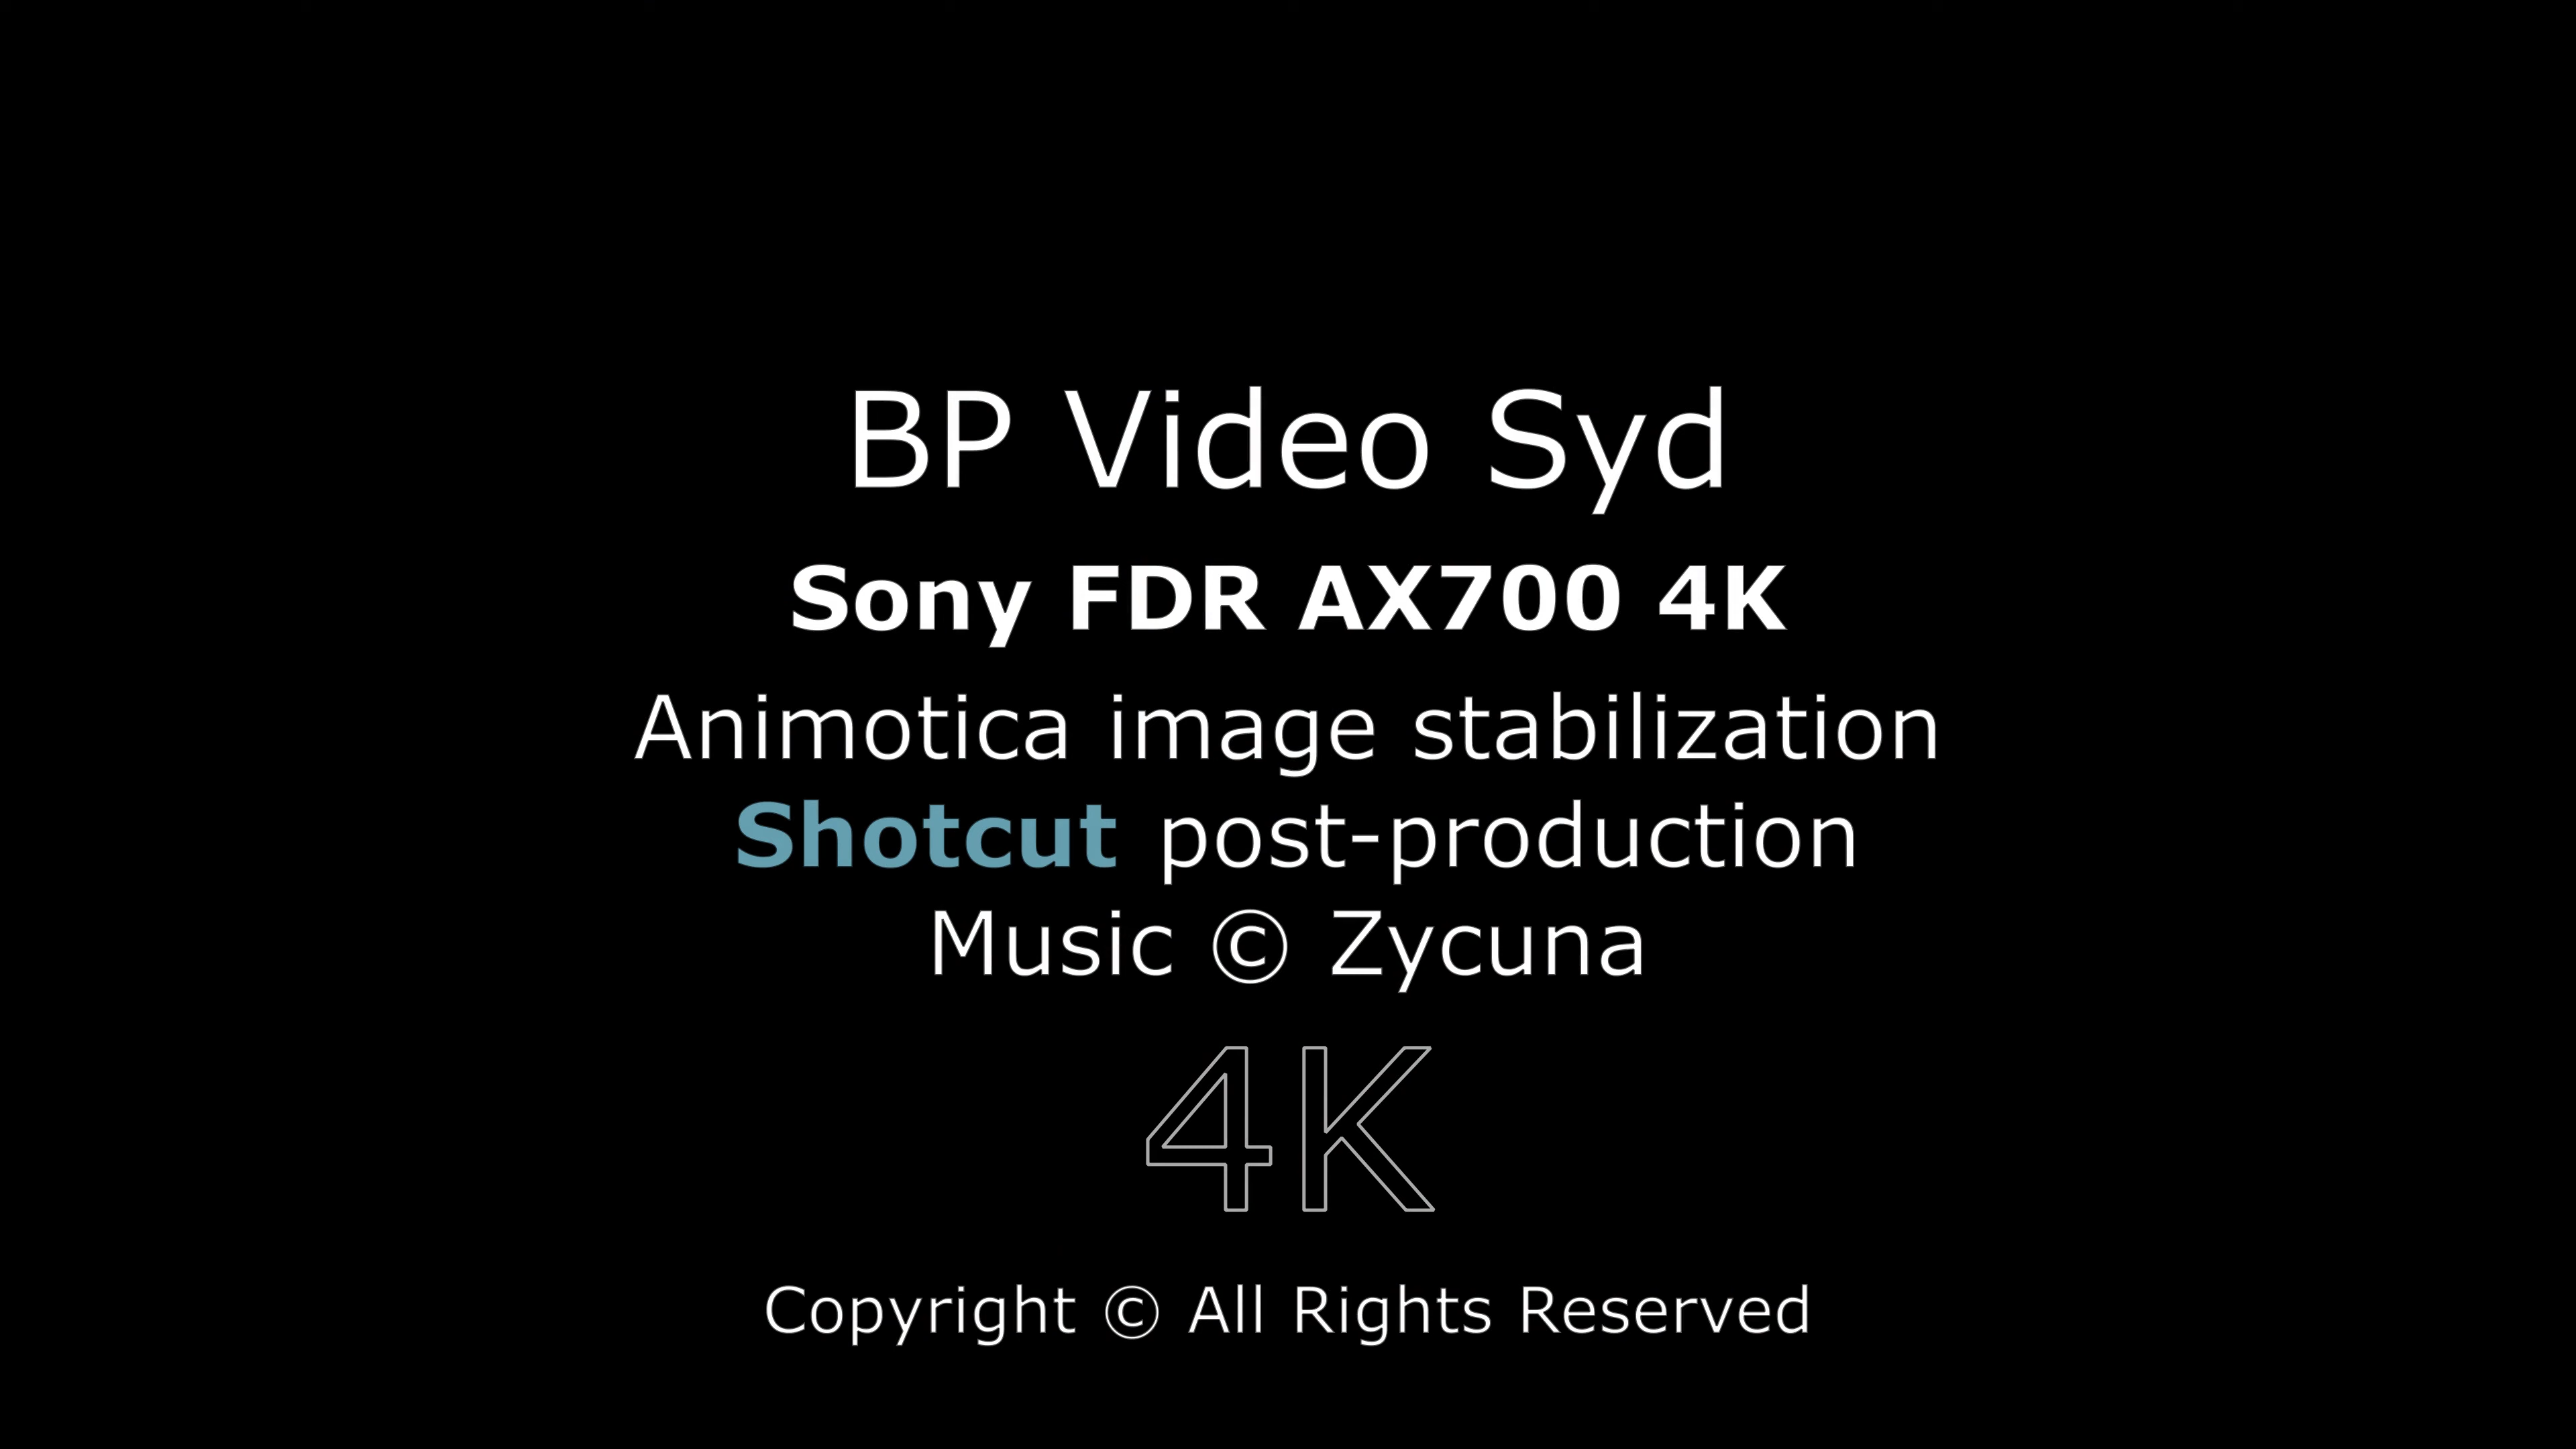 BP Video Syd
Sony FDR AX700 4K
Animotica image stabilization
Shotcut post-production
Music © Zycuna
4K
Copyright © All Rights Reserved